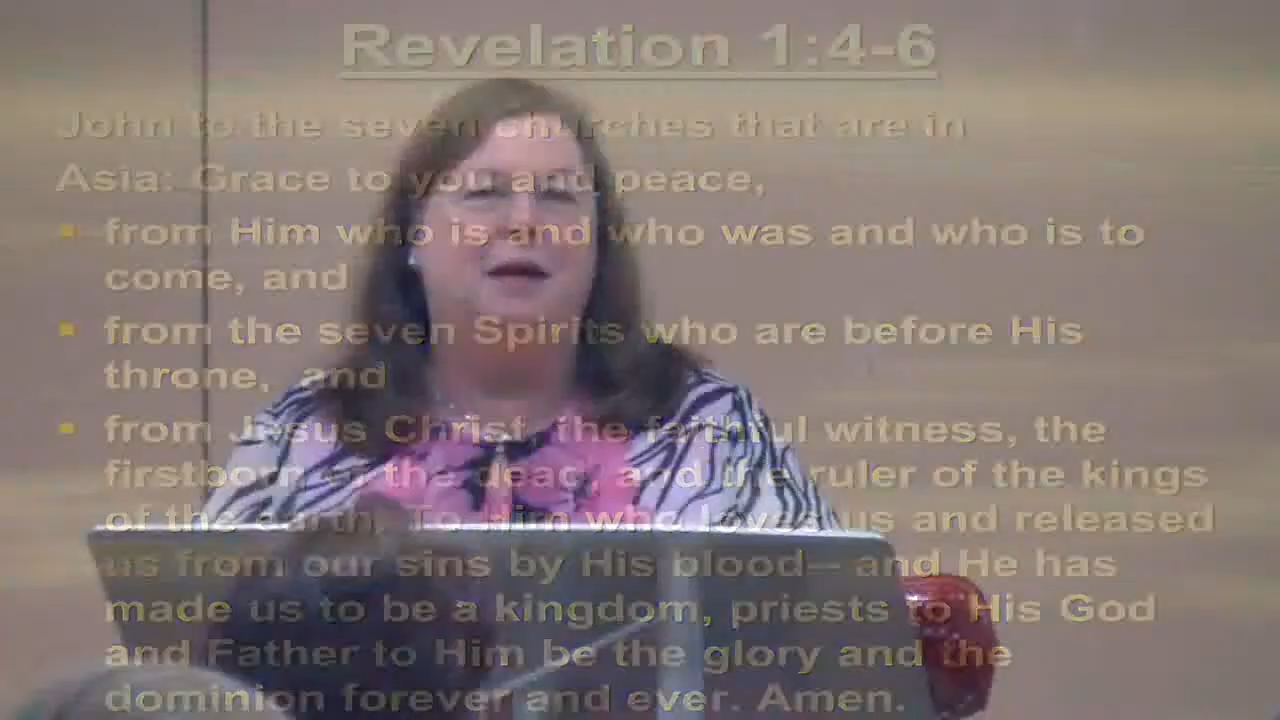 Revelation 1:4-6
John to the seven churches that are in
Asia: Grace to you and peace,
from Him who is and who was and who is to
come, and
from the seven Spirits who are before His
throne, and
from Jesus Christ, the faithful witness, the
firstborn of the dead, and the ruler of the kings
of the earth. To Him who loves us and released
us from our sins by His blood— and He has
made us to be a kingdom, priests to His God
and Father to Him be the glory and the
dominion forever and ever. Amen.